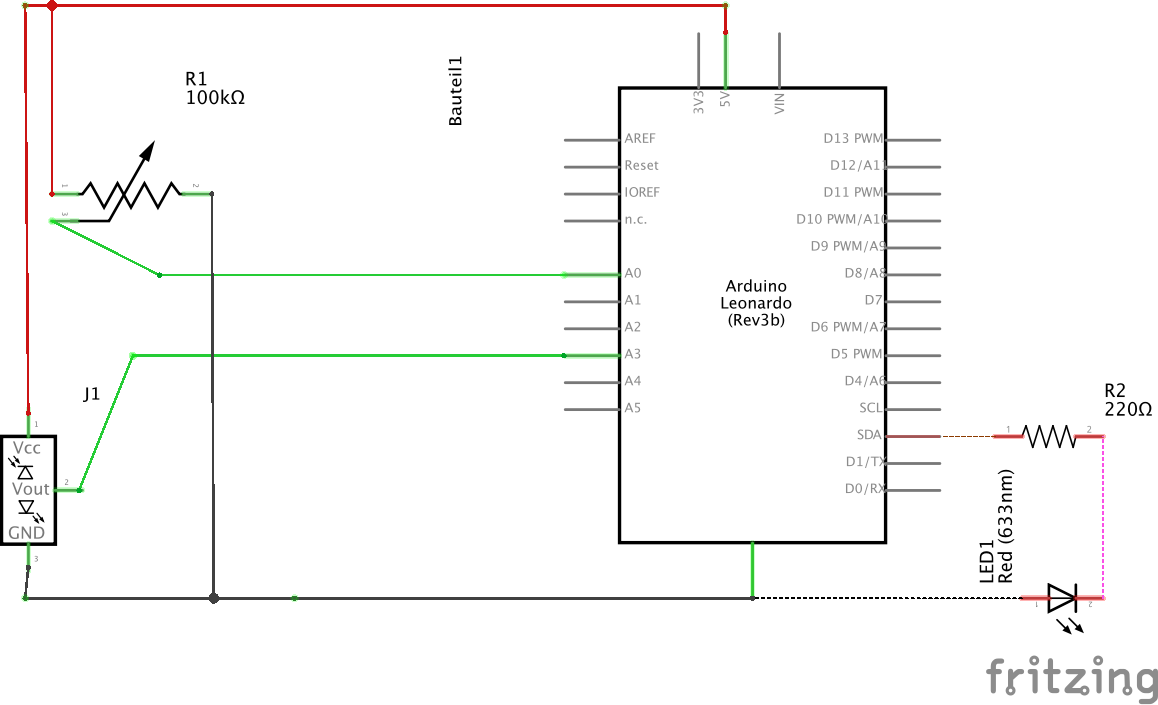 R1
100kΩ
Bauteil1
3V3
5V
VIN
1
2
3
AREF
Reset
IOREF
n.c.
A0
A1
A2
A3
A4
A5
Arduino
Leonardo
(Rev3b)
D13 PWM
D12/A11
D11 PWM
D10 PWM/A10
D9 PWM/A9
D8/A8
D7
D6 PWM/A7
D5 PWM
D4/A6
SCL
SDA
D1/TX
D0/RX
J1
1
Vcc
Vout
2
GND
3
R2
220Ω
1
2
LED1
Red (633nm)
1
2
fritzing